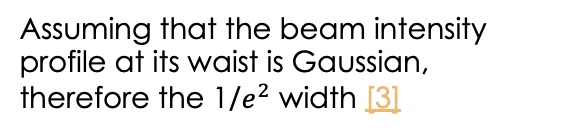 Assuming that the beam intensity
profile at its waist is Gaussian,
therefore the 1/e² width [3]